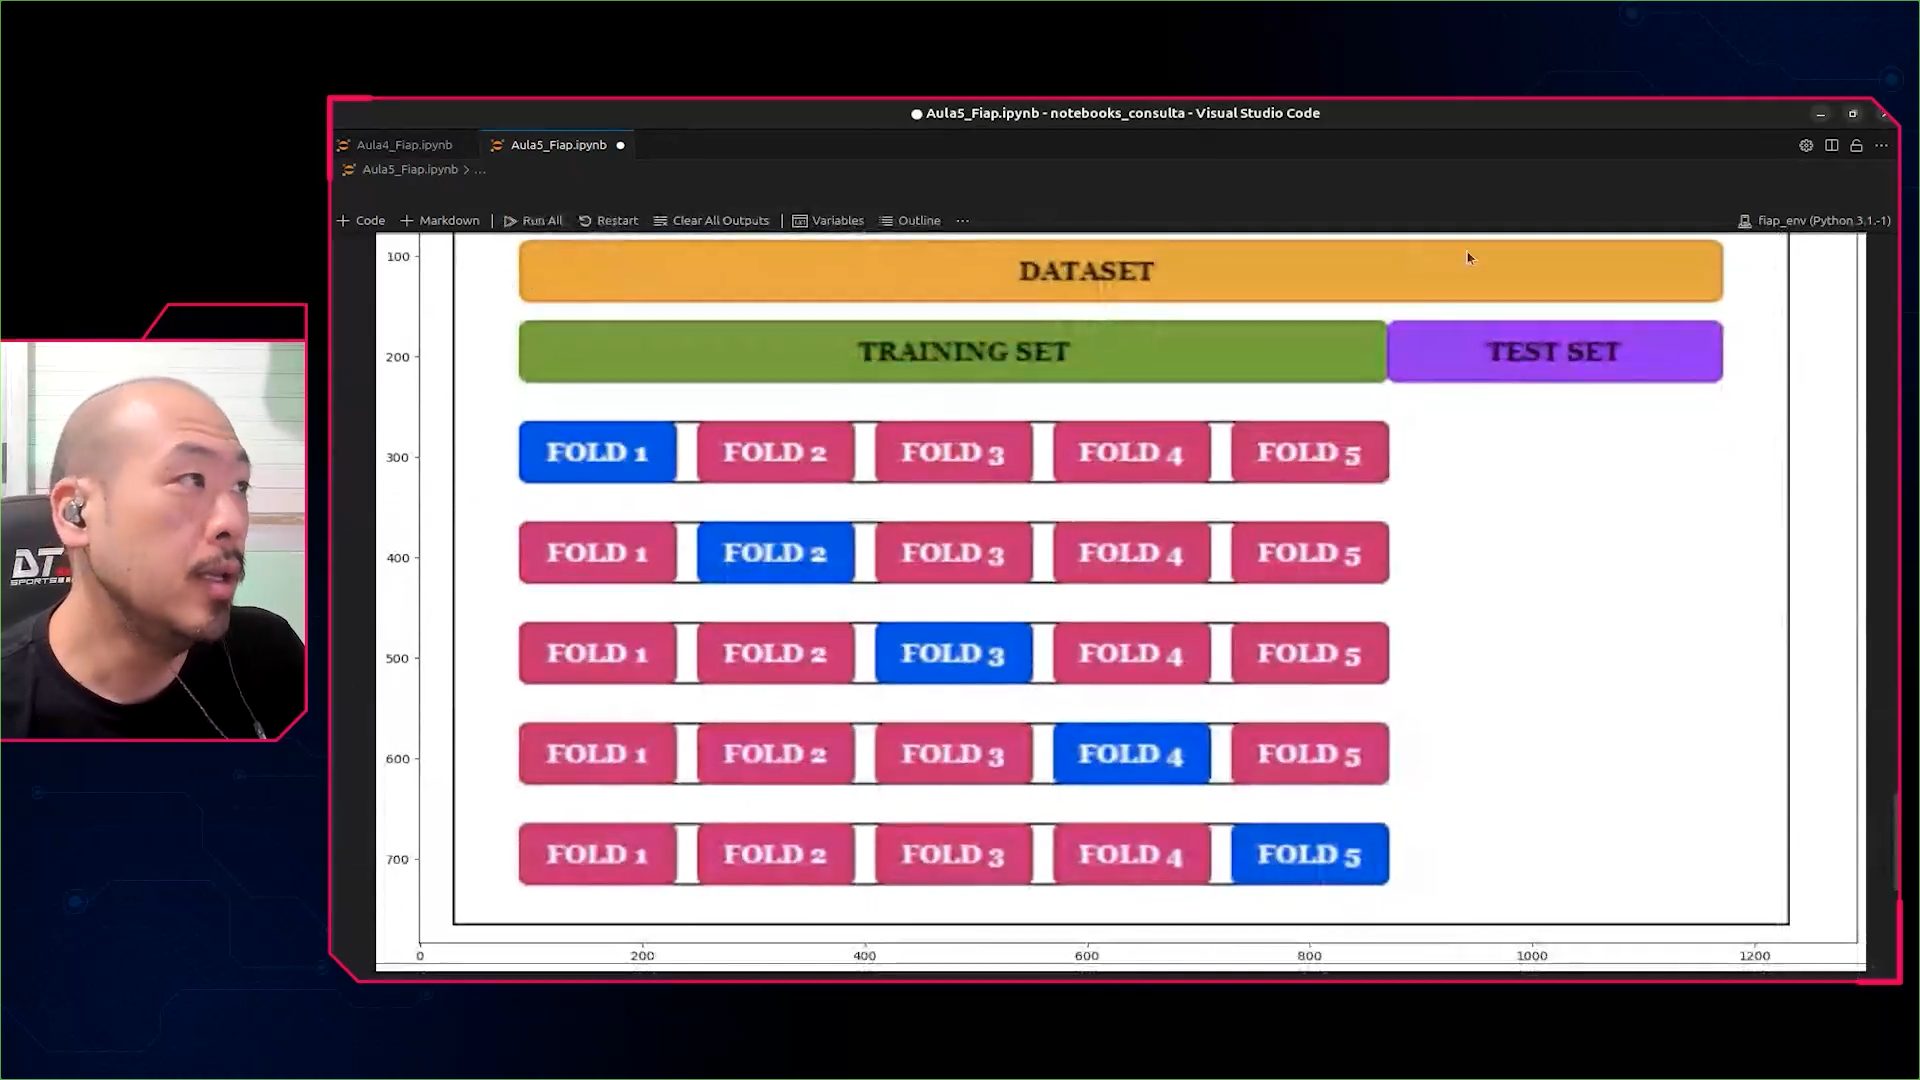 Aula5_Fiap.ipynb - notebooks_consulta - Visual Studio Code
Aula4_Fiap.ipynb Aula5_Fiap.ipynb
Aula5_Fiap.ipynb > ...
+ Code + Markdown | Run All Restart Clear All Outputs | Variables Outline ... fiap_env (Python 3.1.-1)
100
DATASET
200
TRAINING SET TEST SET
300
FOLD 1 FOLD 2 FOLD 3 FOLD 4 FOLD 5
400
FOLD 1 FOLD 2 FOLD 3 FOLD 4 FOLD 5
500
FOLD 1 FOLD 2 FOLD 3 FOLD 4 FOLD 5
600
FOLD 1 FOLD 2 FOLD 3 FOLD 4 FOLD 5
700
FOLD 1 FOLD 2 FOLD 3 FOLD 4 FOLD 5
0 200 400 600 800 1000 1200
DT
SPORTS